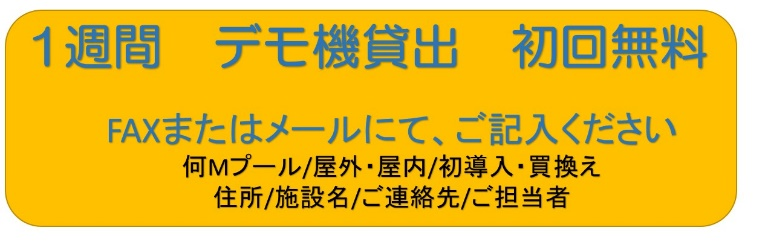 １週間　デモ機貸出　初回無料
FAXまたはメールにて、ご記入ください
何Mプール/屋外・屋内/初導入・買換え
住所/施設名/ご連絡先/ご担当者